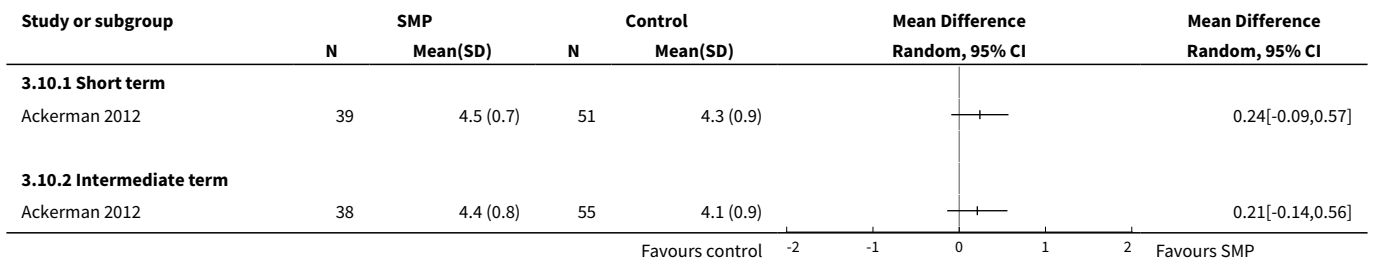 Study or subgroup SMP Control Mean Difference Mean Difference
N Mean(SD) N Mean(SD) Random, 95% CI Random, 95% CI
3.10.1 Short term
Ackerman 2012 39 4.5 (0.7) 51 4.3 (0.9) 0.24[-0.09,0.57]
3.10.2 Intermediate term
Ackerman 2012 38 4.4 (0.8) 55 4.1 (0.9) 0.21[-0.14,0.56]
Favours control -2 -1 0 1 2 Favours SMP